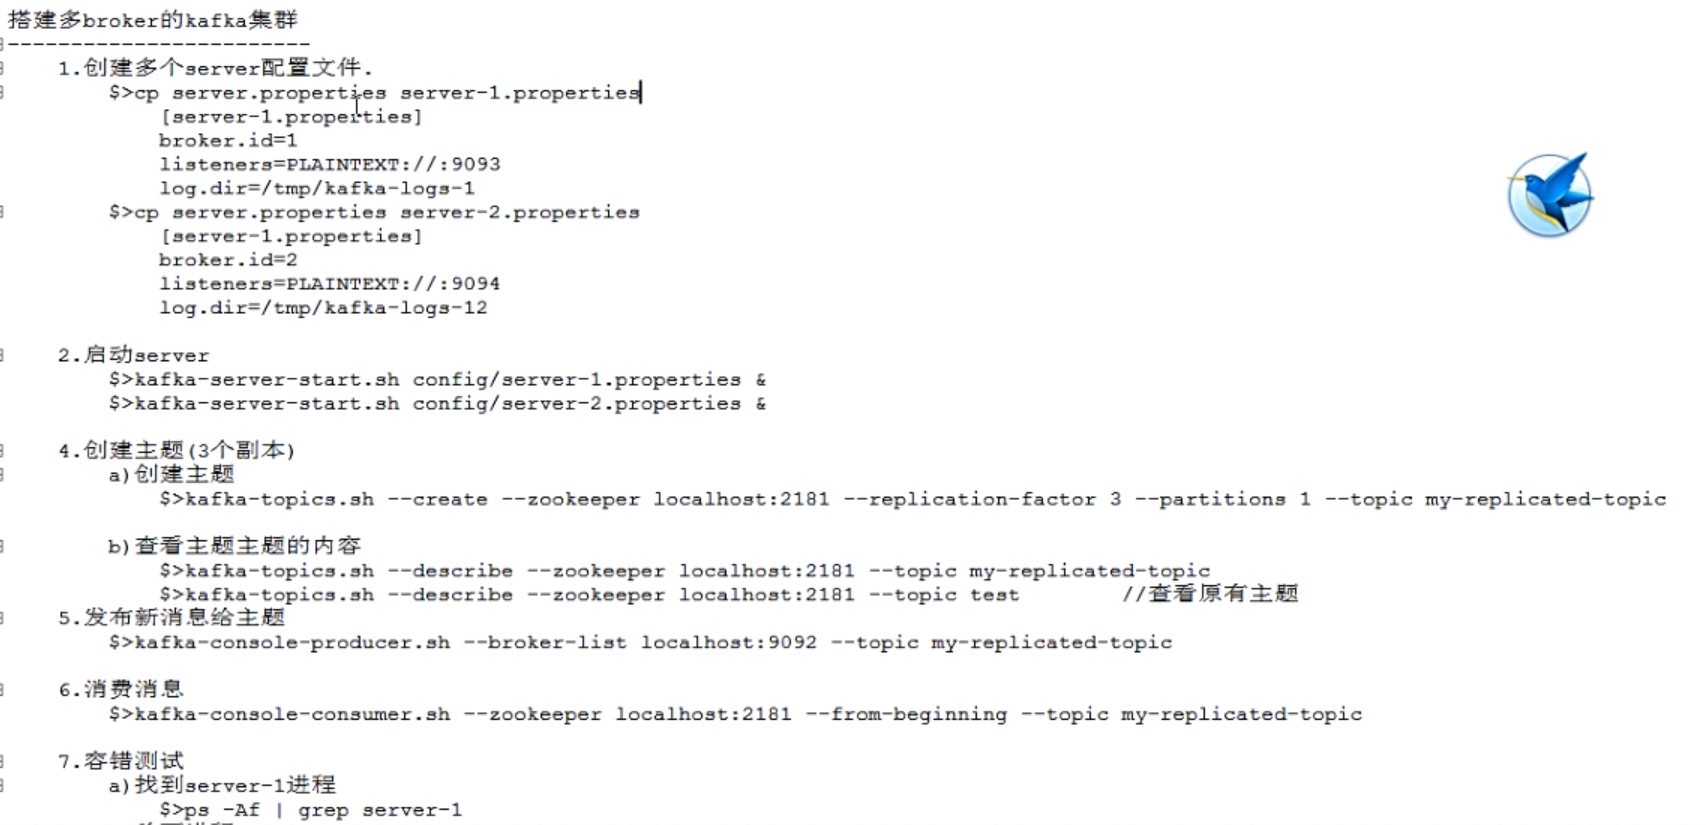 搭建多broker的kafka集群
------------------------
1.创建多个server配置文件.
$>cp server.properties server-1.properties
[server-1.properties]
broker.id=1
listeners=PLAINTEXT://:9093
log.dir=/tmp/kafka-logs-1
$>cp server.properties server-2.properties
[server-1.properties]
broker.id=2
listeners=PLAINTEXT://:9094
log.dir=/tmp/kafka-logs-12
2.启动server
$>kafka-server-start.sh config/server-1.properties &
$>kafka-server-start.sh config/server-2.properties &
4.创建主题(3个副本)
a)创建主题
$>kafka-topics.sh --create --zookeeper localhost:2181 --replication-factor 3 --partitions 1 --topic my-replicated-topic
b)查看主题主题的内容
$>kafka-topics.sh --describe --zookeeper localhost:2181 --topic my-replicated-topic
$>kafka-topics.sh --describe --zookeeper localhost:2181 --topic test //查看原有主题
5.发布新消息给主题
$>kafka-console-producer.sh --broker-list localhost:9092 --topic my-replicated-topic
6.消费消息
$>kafka-console-consumer.sh --zookeeper localhost:2181 --from-beginning --topic my-replicated-topic
7.容错测试
a)找到server-1进程
$>ps -Af | grep server-1